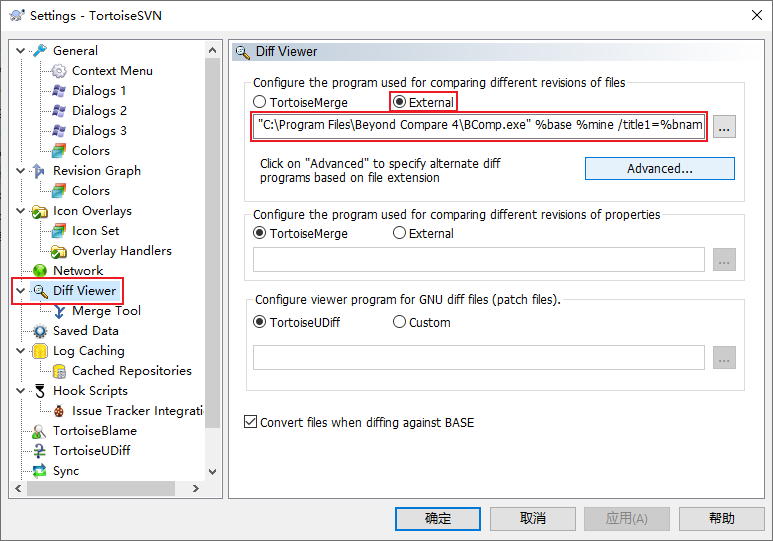 Settings - TortoiseSVN
General
Context Menu
Dialogs 1
Dialogs 2
Dialogs 3
Colors
Revision Graph
Colors
Icon Overlays
Icon Set
Overlay Handlers
Network
Diff Viewer
Merge Tool
Saved Data
Log Caching
Cached Repositories
Hook Scripts
Issue Tracker Integratio
TortoiseBlame
TortoiseUDiff
Sync
Diff Viewer
Configure the program used for comparing different revisions of files
TortoiseMerge External
"C:\Program Files\Beyond Compare 4\BComp.exe" %base %mine /title1=%bnam ...
Click on "Advanced" to specify alternate diff
programs based on file extension
Advanced...
Configure the program used for comparing different revisions of properties
TortoiseMerge External
...
Configure viewer program for GNU diff files (patch files).
TortoiseUDiff Custom
...
Convert files when diffing against BASE
确定 取消 应用(A) 帮助